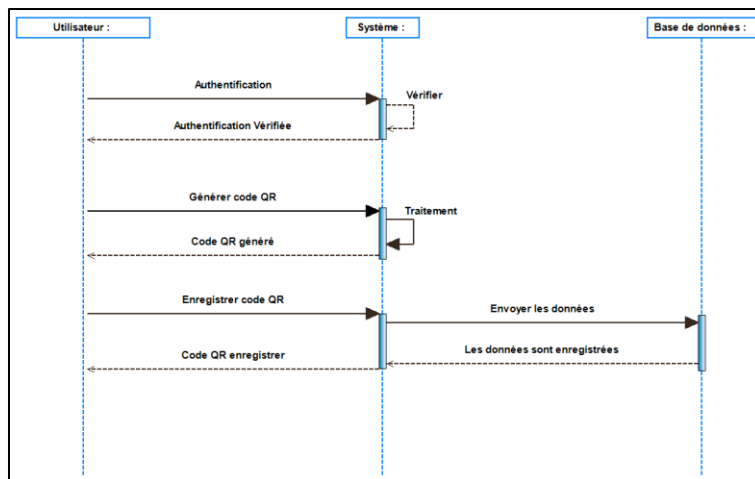 Utilisateur :
Système :
Base de données :
Authentification
Vérifier
Authentification Vérifiée
Générer code QR
Traitement
Code QR généré
Enregistrer code QR
Envoyer les données
Les données sont enregistrées
Code QR enregistrer